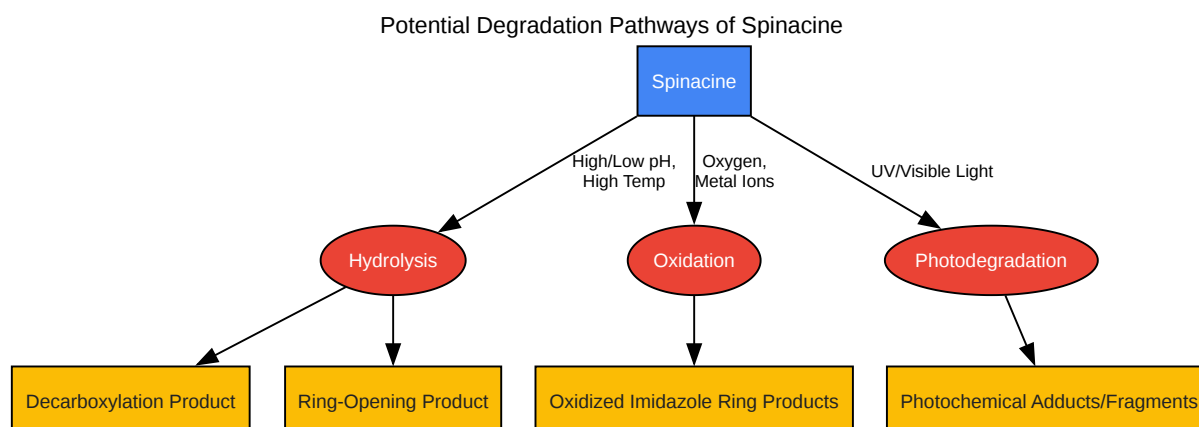 Potential Degradation Pathways of Spinacine
Spinacine
High/Low pH,
High Temp
Oxygen,
Metal Ions
UV/Visible Light
Hydrolysis
Oxidation
Photodegradation
Decarboxylation Product
Ring-Opening Product
Oxidized Imidazole Ring Products
Photochemical Adducts/Fragments